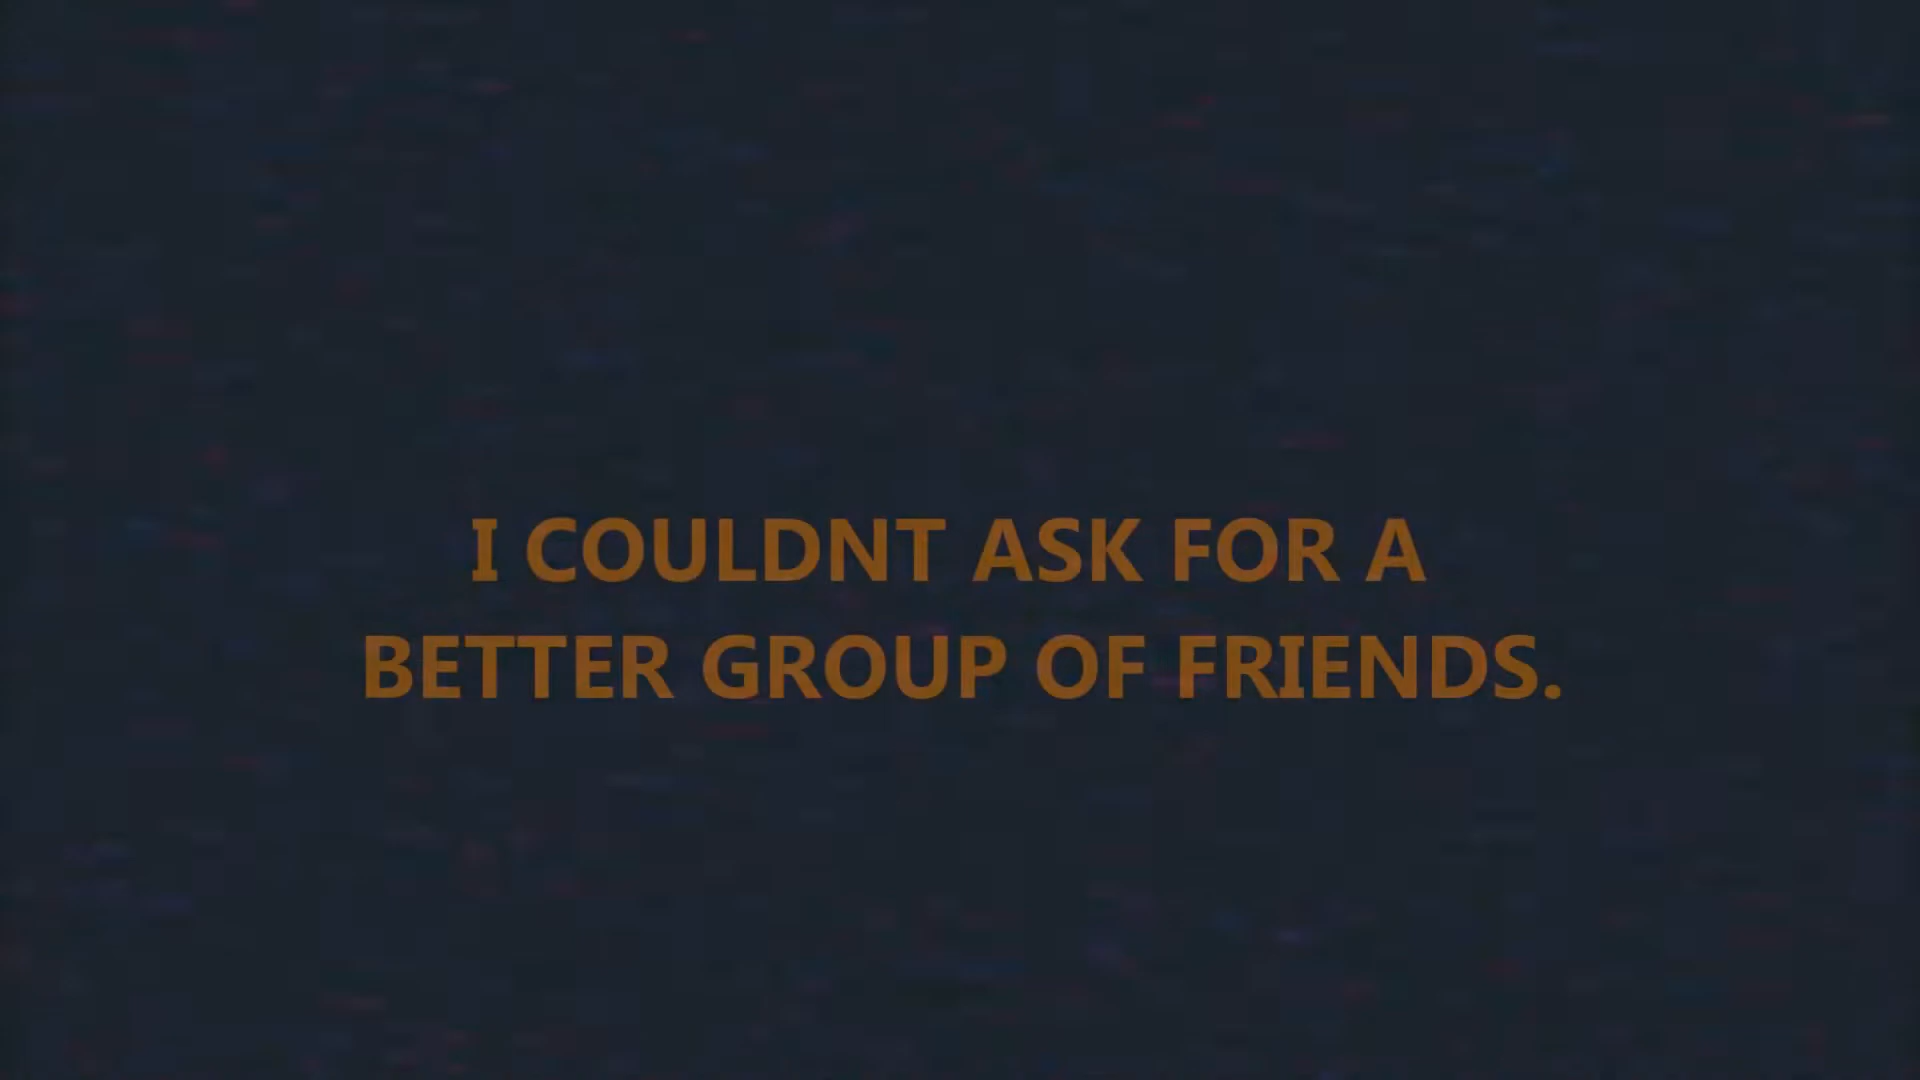 I COULDNT ASK FOR A
BETTER GROUP OF FRIENDS.